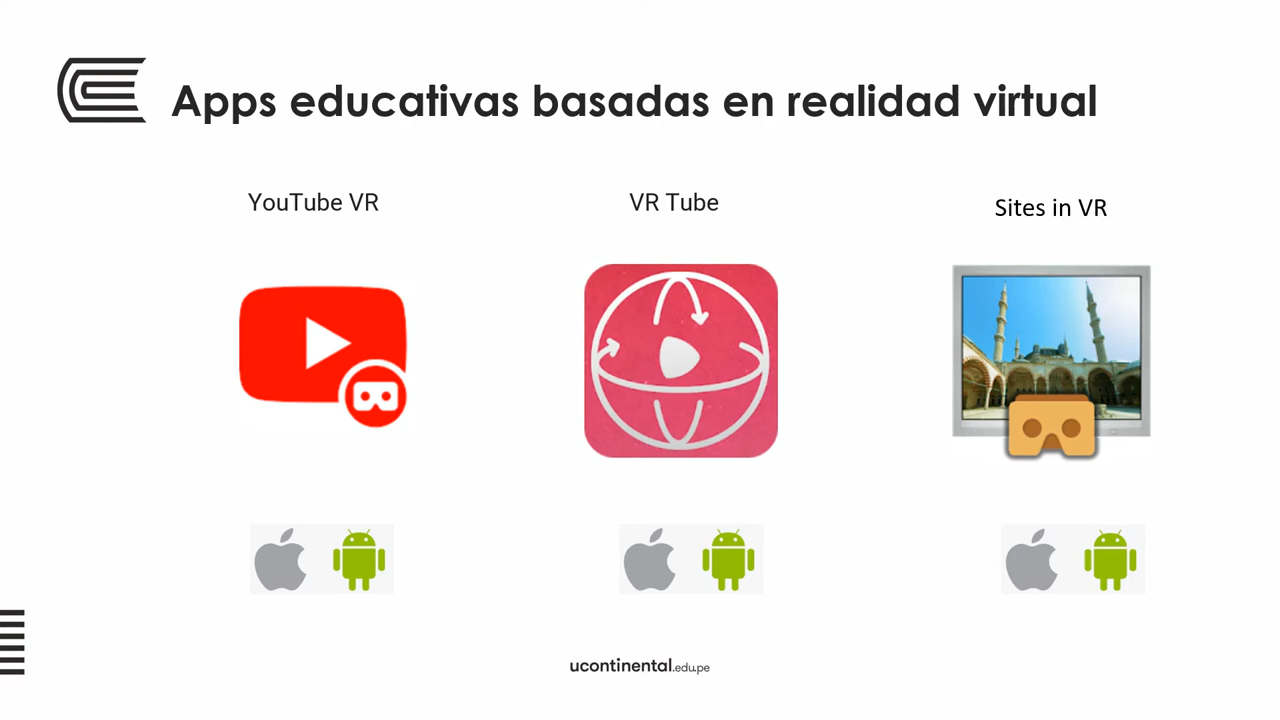 Apps educativas basadas en realidad virtual
YouTube VR
VR Tube
Sites in VR
ucontinental.edu.pe